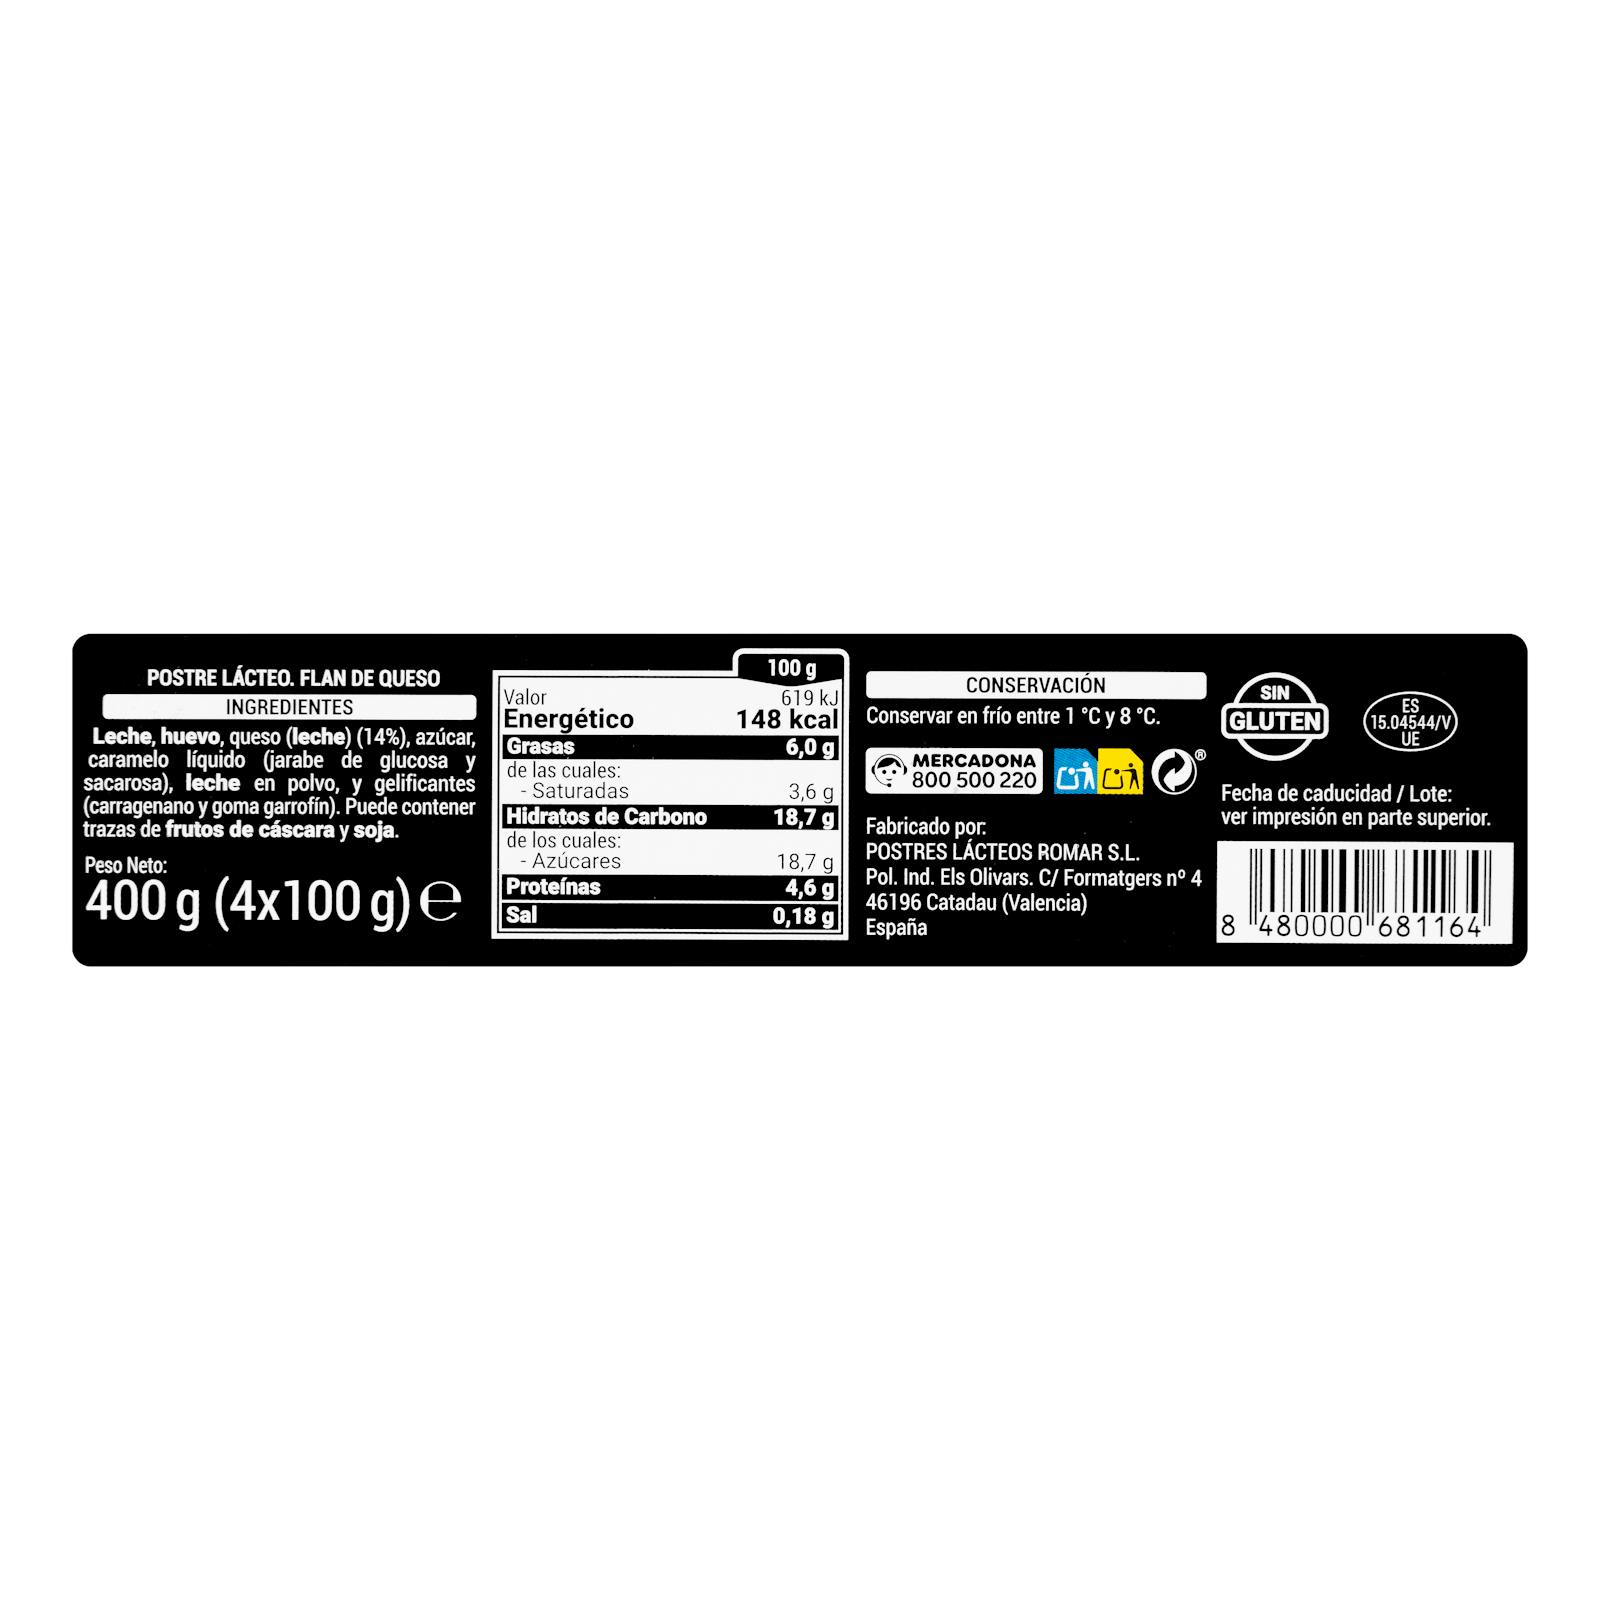 POSTRE LÁCTEO. FLAN DE QUESO
INGREDIENTES
Leche, huevo, queso (leche) (14%), azúcar,
caramelo líquido (jarabe de glucosa y
sacarosa), leche en polvo, y gelificantes
(carragenano y goma garrofín). Puede contener
trazas de frutos de cáscara y soja.
Peso Neto:
400 g (4x100 g) ℮
100 g
Valor 619 kJ
Energético 148 kcal
Grasas 6,0 g
de las cuales:
- Saturadas 3,6 g
Hidratos de Carbono 18,7 g
de los cuales:
- Azúcares 18,7 g
Proteínas 4,6 g
Sal 0,18 g
CONSERVACIÓN
Conservar en frío entre 1 °C y 8 °C.
MERCADONA
800 500 220
®
Fabricado por:
POSTRES LÁCTEOS ROMAR S.L.
Pol. Ind. Els Olivars. C/ Formatgers nº 4
46196 Catadau (Valencia)
España
SIN
GLUTEN
ES
15.04544/V
UE
Fecha de caducidad / Lote:
ver impresión en parte superior.
8 480000 681164